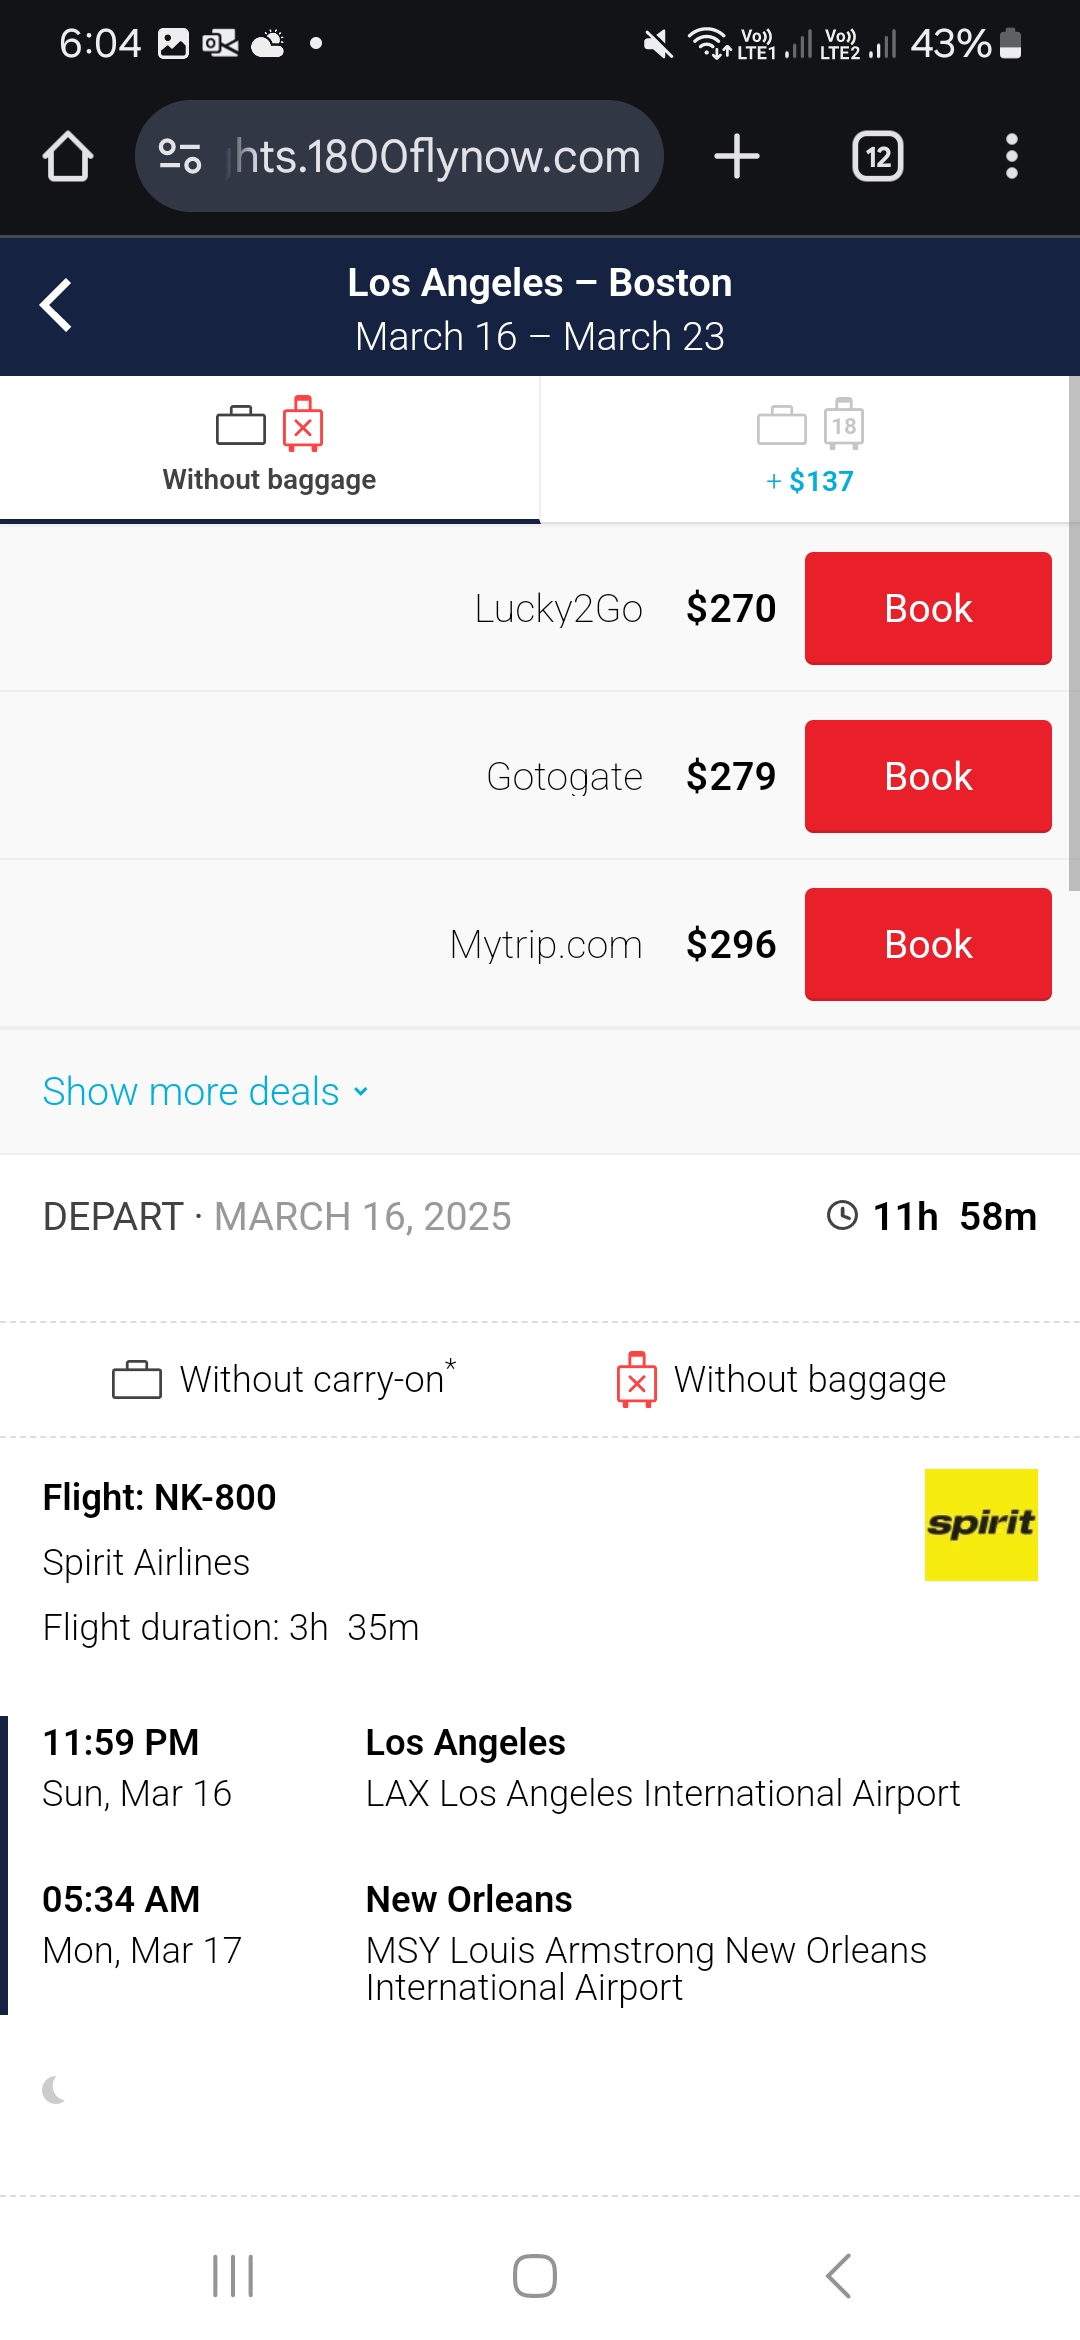 6:04
Vo)) LTE1
Vo)) LTE2
43%
hts.1800flynow.com
12
Los Angeles – Boston
March 16 – March 23
Without baggage
18
+ $137
Lucky2Go $270 Book
Gotogate $279 Book
Mytrip.com $296 Book
Show more deals
DEPART · MARCH 16, 2025 11h 58m
Without carry-on* Without baggage
Flight: NK-800
spirit
Spirit Airlines
Flight duration: 3h 35m
11:59 PM Los Angeles
Sun, Mar 16 LAX Los Angeles International Airport
05:34 AM New Orleans
Mon, Mar 17 MSY Louis Armstrong New Orleans
International Airport